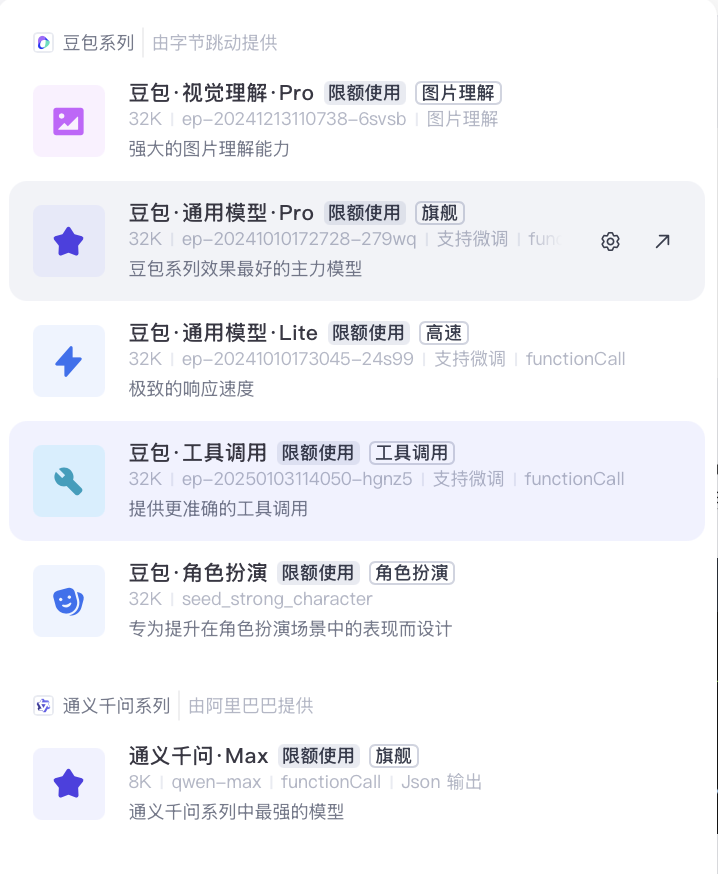 豆包系列 由字节跳动提供
豆包·视觉理解·Pro 限额使用 图片理解
32K ep-20241213110738-6svsb 图片理解
强大的图片理解能力
豆包·通用模型·Pro 限额使用 旗舰
32K ep-20241010172728-279wq 支持微调 func
豆包系列效果最好的主力模型
豆包·通用模型·Lite 限额使用 高速
32K ep-20241010173045-24s99 支持微调 functionCall
极致的响应速度
豆包·工具调用 限额使用 工具调用
32K ep-20250103114050-hgnz5 支持微调 functionCall
提供更准确的工具调用
豆包·角色扮演 限额使用 角色扮演
32K seed_strong_character
专为提升在角色扮演场景中的表现而设计
通义千问系列 由阿里巴巴提供
通义千问·Max 限额使用 旗舰
8K qwen-max functionCall Json 输出
通义千问系列中最强的模型